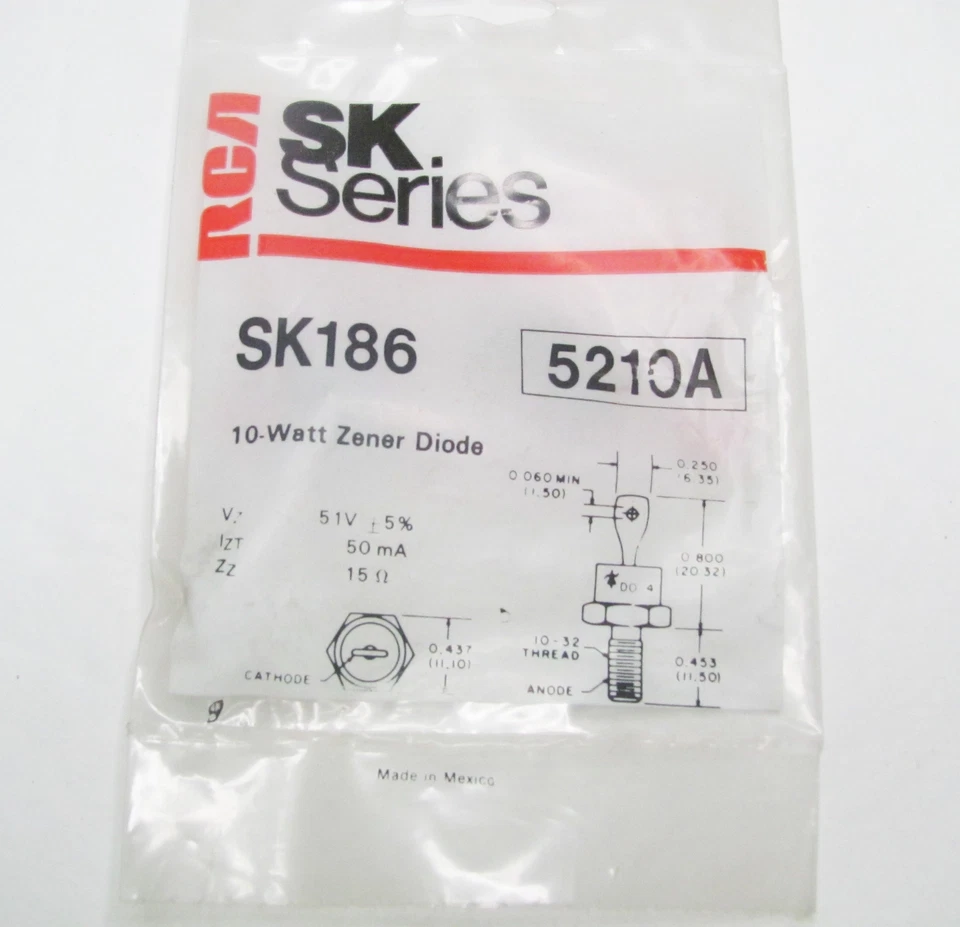 RCA
SK
Series
SK186
5210A
10-Watt Zener Diode
VZ 51V ±5%
IZT 50 mA
ZZ 15 Ω
0.060 MIN
(1.50)
0.250
(6.35)
0.800
(20.32)
DO 4
10-32
THREAD
0.453
(11.50)
ANODE
0.437
(11.10)
CATHODE
Made in Mexico